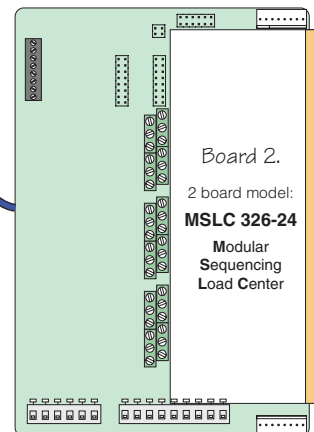 Board 2.
2 board model:
MSLC 326-24
Modular
Sequencing
Load Center